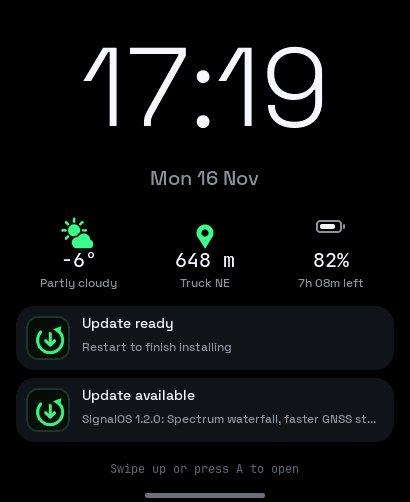 17:19
Mon 16 Nov
-6° 648 m 82%
Partly cloudy Truck NE 7h 08m left
Update ready
Restart to finish installing
Update available
SignalOS 1.2.0: Spectrum waterfall, faster GNSS st...
Swipe up or press A to open